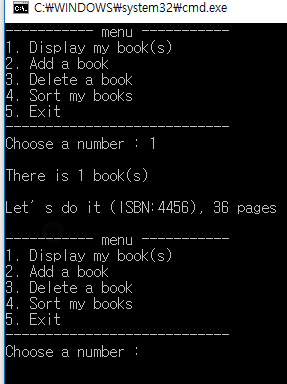 C:₩WINDOWS₩system32₩cmd.exe
----------- menu ------------
1. Display my book(s)
2. Add a book
3. Delete a book
4. Sort my books
5. Exit
-----------------------------
Choose a number : 1
There is 1 book(s)
Let's do it (ISBN:4456), 36 pages
----------- menu ------------
1. Display my book(s)
2. Add a book
3. Delete a book
4. Sort my books
5. Exit
-----------------------------
Choose a number :